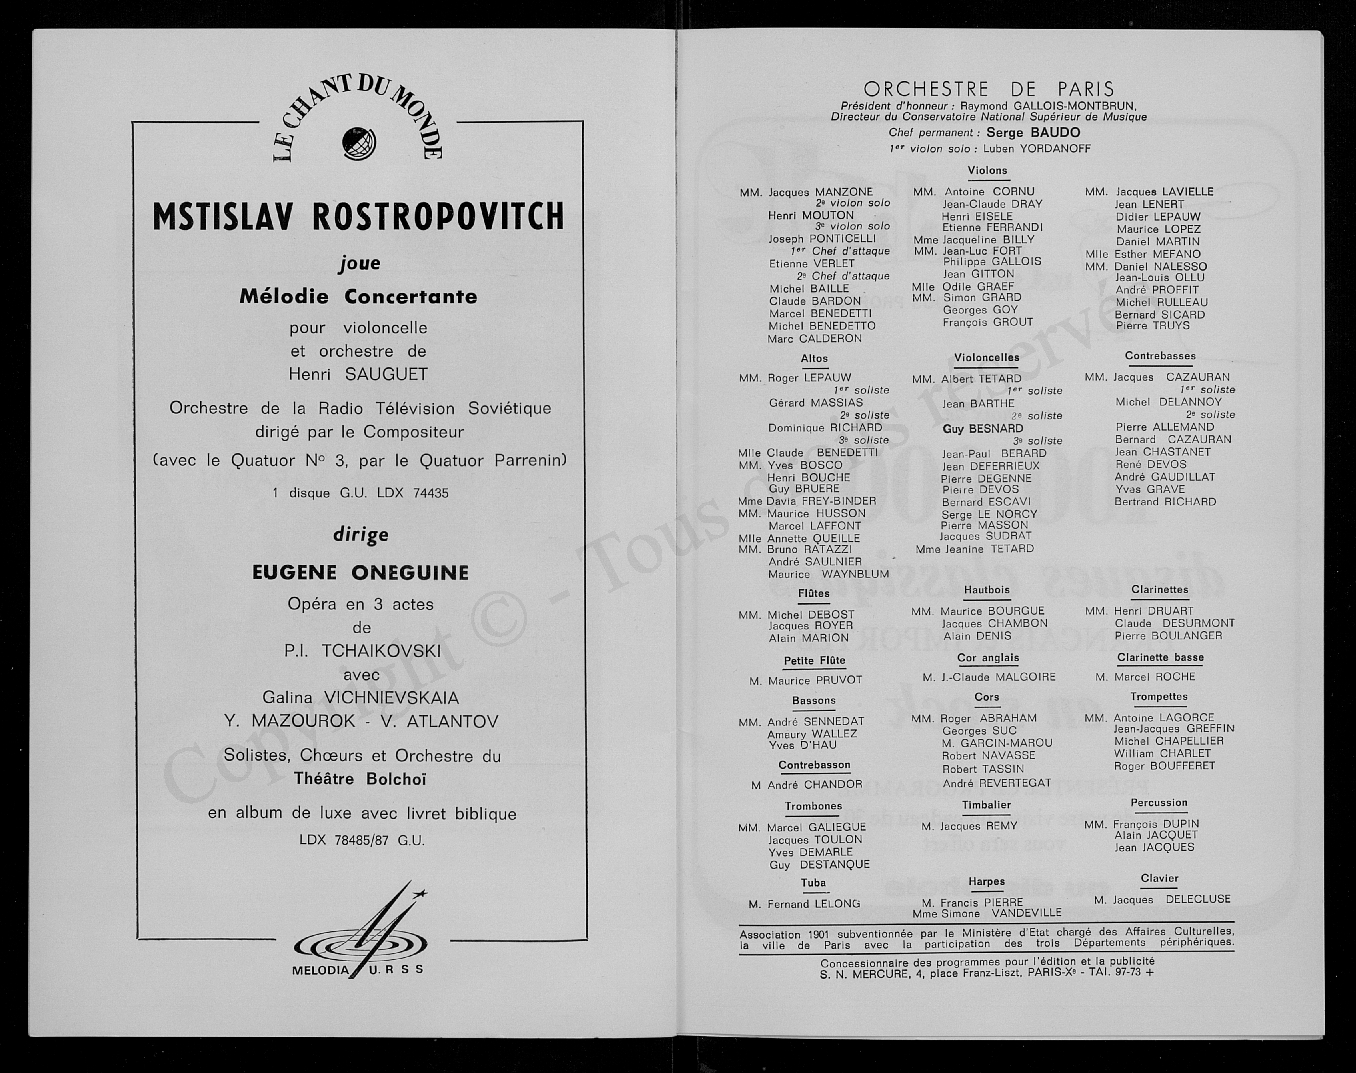 LE CHANT DU MONDE
MSTISLAV ROSTROPOVITCH
joue
Mélodie Concertante
pour violoncelle
et orchestre de
Henri SAUGUET
Orchestre de la Radio Télévision Soviétique
dirigé par le Compositeur
(avec le Quatuor Nº 3, par le Quatuor Parrenin)
1 disque G.U. LDX 74435
dirige
EUGENE ONEGUINE
Opéra en 3 actes
de
P.I. TCHAIKOVSKI
avec
Galina VICHNIEVSKAIA
Y. MAZOUROK - V. ATLANTOV
Solistes, Chœurs et Orchestre du
Théâtre Bolchoï
en album de luxe avec livret biblique
LDX 78485/87 G.U.
MELODIA U.R S S
ORCHESTRE DE PARIS
Président d'honneur : Raymond GALLOIS-MONTBRUN,
Directeur du Conservatoire National Supérieur de Musique
Chef permanent : Serge BAUDO
1er violon solo : Luben YORDANOFF
Violons
MM. Jacques MANZONE
2e violon solo
Henri MOUTON
3e violon solo
Joseph PONTICELLI
1er Chef d'attaque
Etienne VERLET
2e Chef d'attaque
Michel BAILLE
Claude BARDON
Marcel BENEDETTI
Michel BENEDETTO
Marc CALDERON
MM. Antoine CORNU
Jean-Claude DRAY
Henri EISELE
Etienne FERRANDI
Mme Jacqueline BILLY
MM. Jean-Luc FORT
Philippe GALLOIS
Jean GITTON
Mlle Odile GRAEF
MM. Simon GRARD
Georges GOY
François GROUT
MM. Jacques LAVIELLE
Jean LENERT
Didier LEPAUW
Maurice LOPEZ
Daniel MARTIN
Mlle Esther MEFANO
MM. Daniel NALESSO
Jean-Louis OLLU
André PROFFIT
Michel RULLEAU
Bernard SICARD
Pierre TRUYS
Altos
MM. Roger LEPAUW
1er soliste
Gérard MASSIAS
2e soliste
Dominique RICHARD
3e soliste
Mlle Claude BENEDETTI
MM. Yves BOSCO
Henri BOUCHE
Guy BRUERE
Mme Davia FREY-BINDER
MM. Maurice HUSSON
Marcel LAFFONT
Mlle Annette QUEILLE
MM. Bruno RATAZZI
André SAULNIER
Maurice WAYNBLUM
Violoncelles
MM. Albert TETARD
1er soliste
Jean BARTHE
2e soliste
Guy BESNARD
3e soliste
Jean-Paul BERARD
Jean DEFERRIEUX
Pierre DEGENNE
Pierre DEVOS
Bernard ESCAVI
Serge LE NORCY
Pierre MASSON
Jacques SUDRAT
Mme Jeanine TETARD
Contrebasses
MM. Jacques CAZAURAN
1er soliste
Michel DELANNOY
2e soliste
Pierre ALLEMAND
Bernard CAZAURAN
Jean CHASTANET
René DEVOS
André GAUDILLAT
Yves GRAVE
Bertrand RICHARD
Flûtes
MM. Michel DEBOST
Jacques ROYER
Alain MARION
Hautbois
MM. Maurice BOURGUE
Jacques CHAMBON
Alain DENIS
Clarinettes
MM. Henri DRUART
Claude DESURMONT
Pierre BOULANGER
Petite Flûte
M. Maurice PRUVOT
Cor anglais
M. J.-Claude MALGOIRE
Clarinette basse
M. Marcel ROCHE
Bassons
MM. André SENNEDAT
Amaury WALLEZ
Yves D'HAU
Contrebasson
M André CHANDOR
Cors
MM. Roger ABRAHAM
Georges SUC
M. GARCIN-MAROU
Robert NAVASSE
Robert TASSIN
André REVERTEGAT
Trompettes
MM. Antoine LAGORCE
Jean-Jacques GREFFIN
Michel CHAPELLIER
William CHARLET
Roger BOUFFERET
Trombones
MM. Marcel GALIEGUE
Jacques TOULON
Yves DEMARLE
Guy DESTANQUE
Timbalier
M. Jacques REMY
Percussion
MM. François DUPIN
Alain JACQUET
Jean JACQUES
Tuba
M. Fernand LELONG
Harpes
M. Francis PIERRE
Mme Simone VANDEVILLE
Clavier
M. Jacques DELECLUSE
Association 1901 subventionnée par le Ministère d'Etat chargé des Affaires Culturelles,
la ville de Paris avec la participation des trois Départements périphériques.
Concessionnaire des programmes pour l'édition et la publicité
S. N. MERCURE, 4, place Franz-Liszt, PARIS-Xe - TAI. 97-73 +
Copyright © - Tous droits réservé